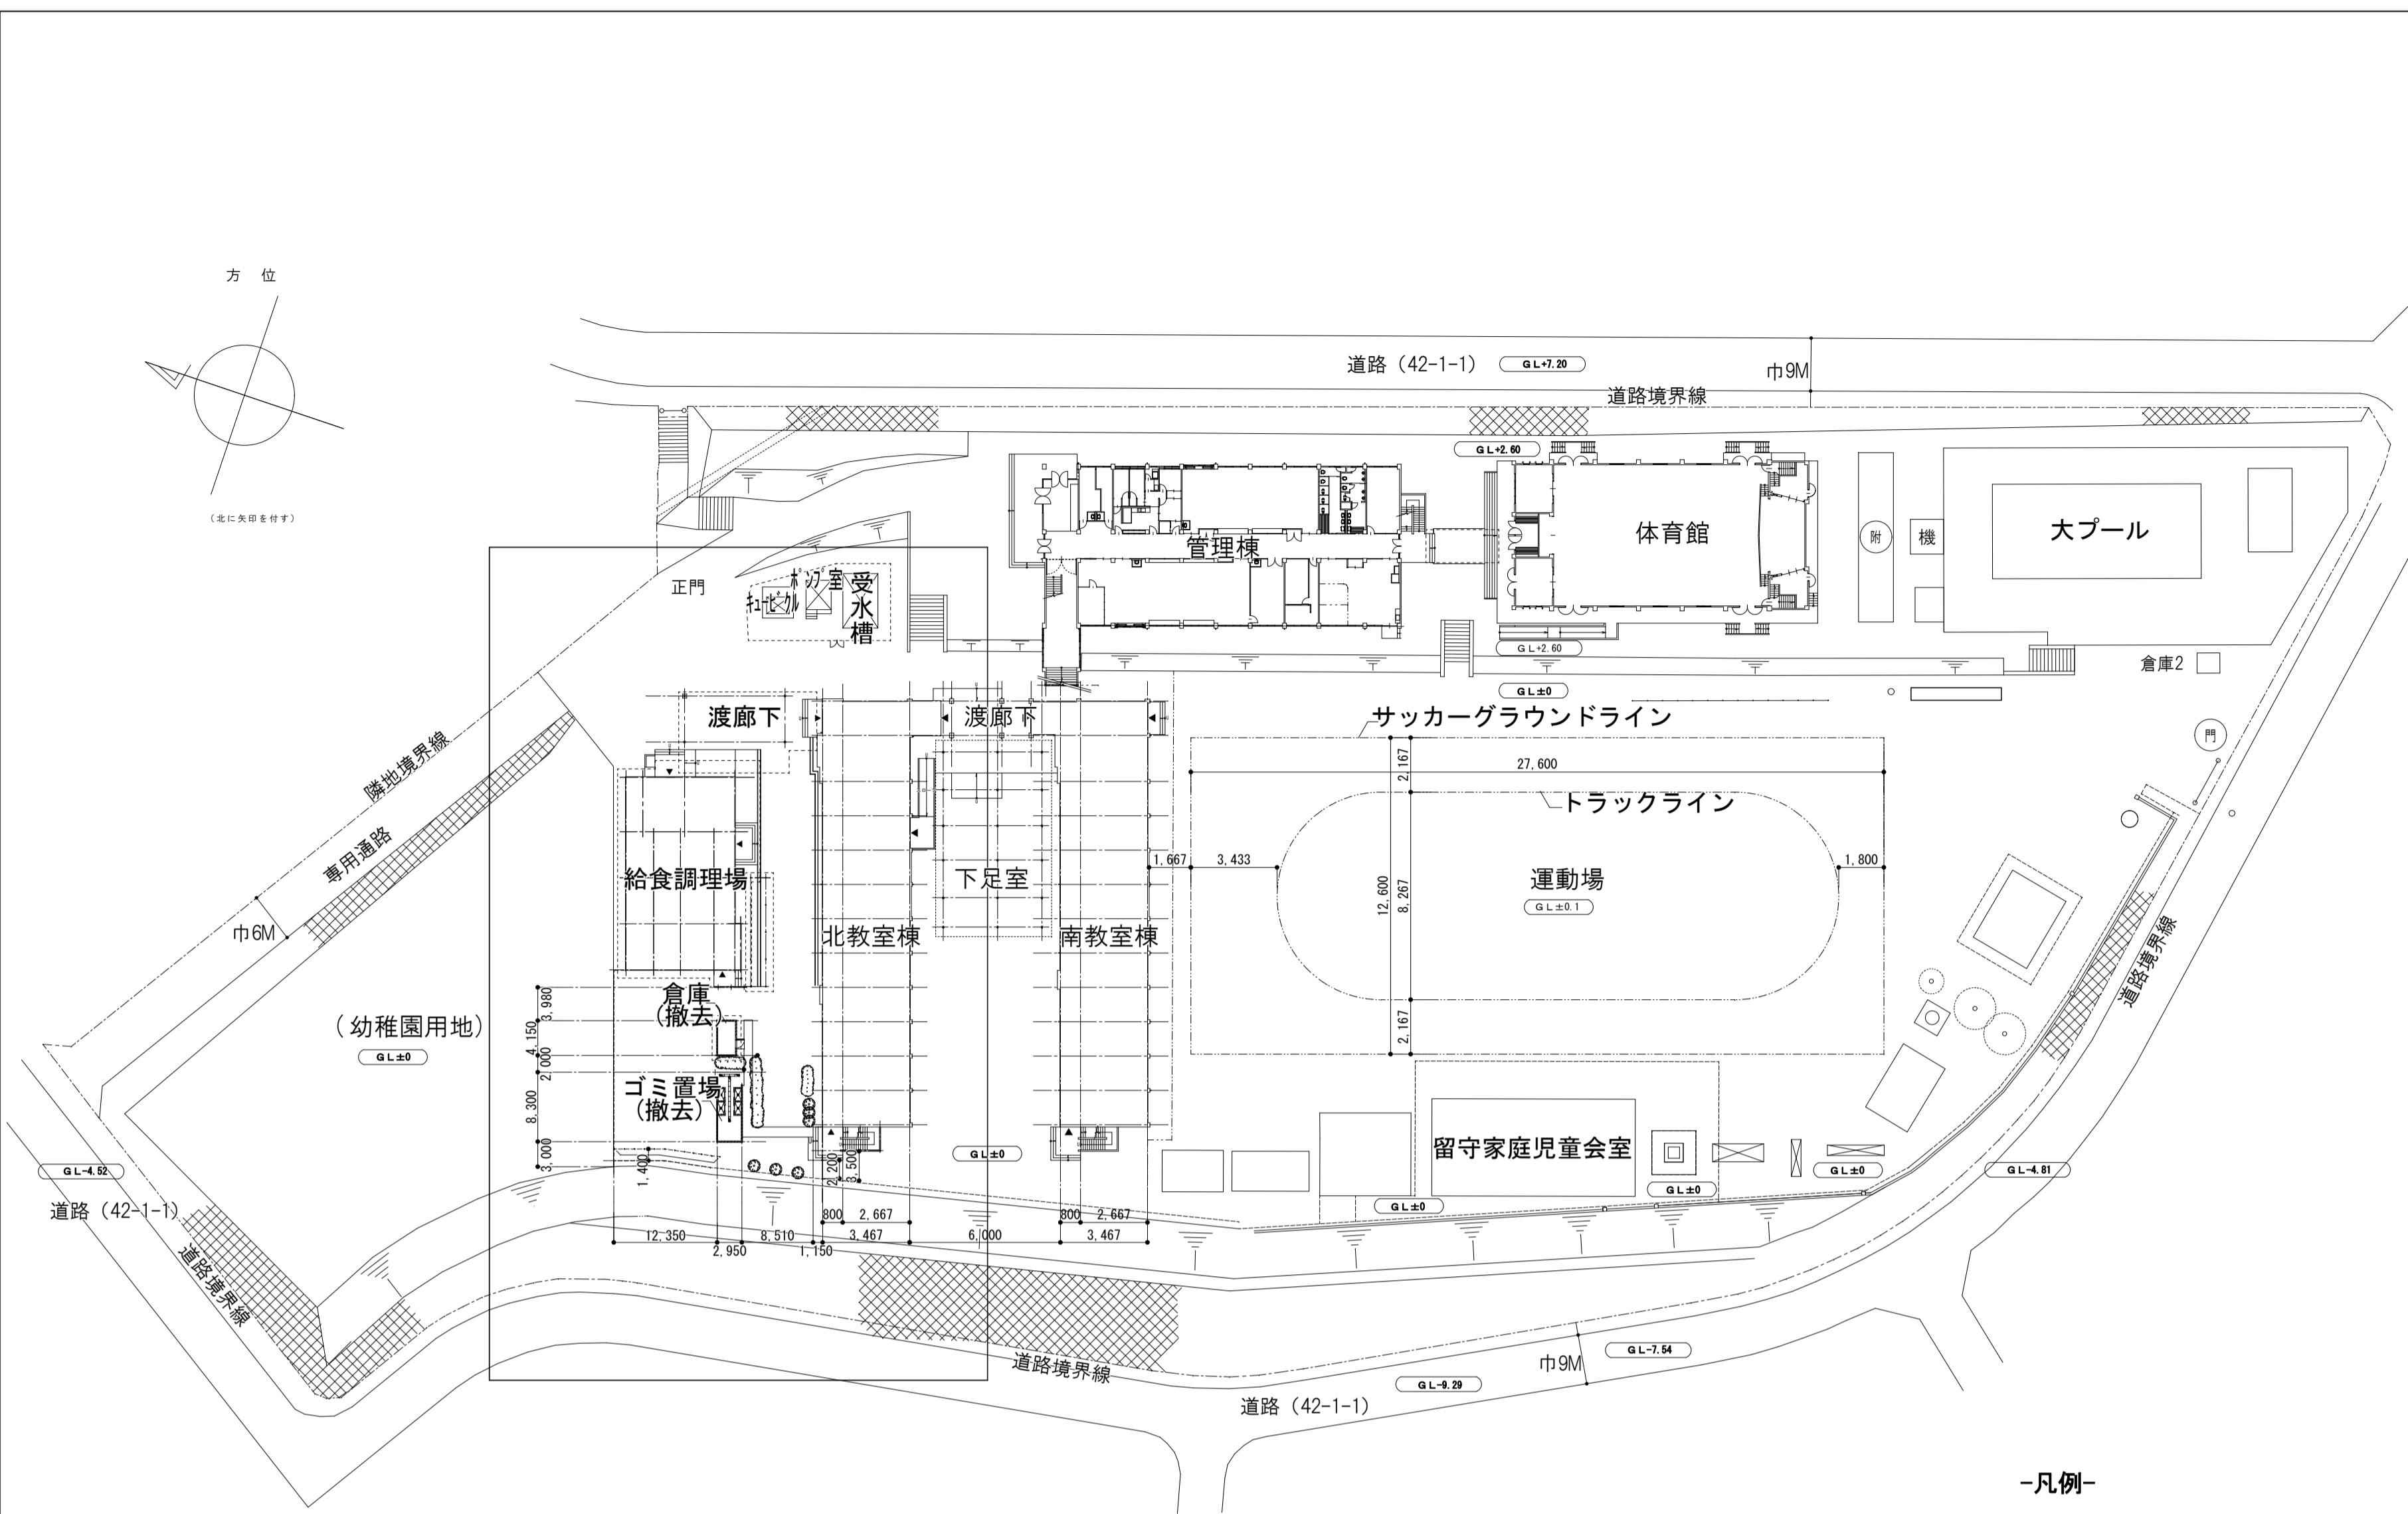 方 位
(北に矢印を付す)
道路（42-1-1）
GL+7.20
巾9M
道路境界線
GL+2.60
管理棟
体育館
附
機
大プール
正門
ポンプ室
キュービクル
受水槽
GL+2.60
倉庫2
GL±0
渡廊下
渡廊下
サッカーグラウンドライン
門
隣地境界線
2,167
27,600
トラックライン
専用通路
1,667
3,433
1,800
給食調理場
下足室
運動場
12,600
8,267
GL±0.1
巾6M
北教室棟
南教室棟
道路境界線
倉庫
(撤去)
3,980
4,150
2,000
8,300
3,000
(幼稚園用地)
GL±0
2,167
ゴミ置場
(撤去)
留守家庭児童会室
GL±0
GL-4.52
1,400
2,200
3,500
GL±0
GL±0
GL-4.81
GL±0
道路（42-1-1）
800
2,667
800
2,667
12,350
2,950
8,510
1,150
3,467
6,000
3,467
道路境界線
道路境界線
巾9M
GL-7.54
GL-9.29
道路（42-1-1）
-凡例-